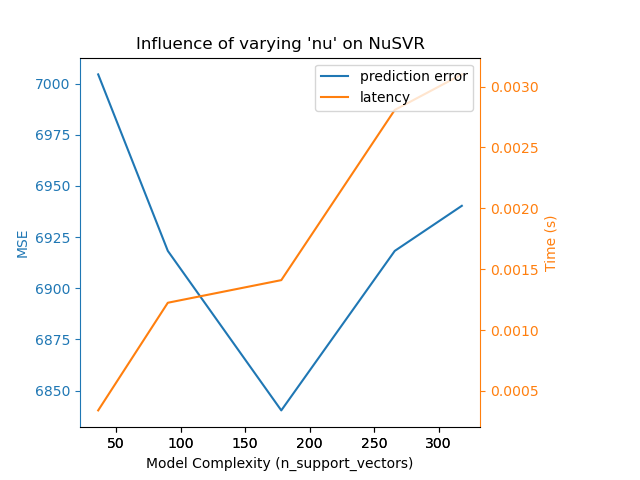 Influence of varying 'nu' on NuSVR
prediction error
latency
7000
6975
6950
6925
6900
6875
6850
MSE
0.0030
0.0025
0.0020
0.0015
0.0010
0.0005
Time (s)
50 100 150 200 250 300
Model Complexity (n_support_vectors)